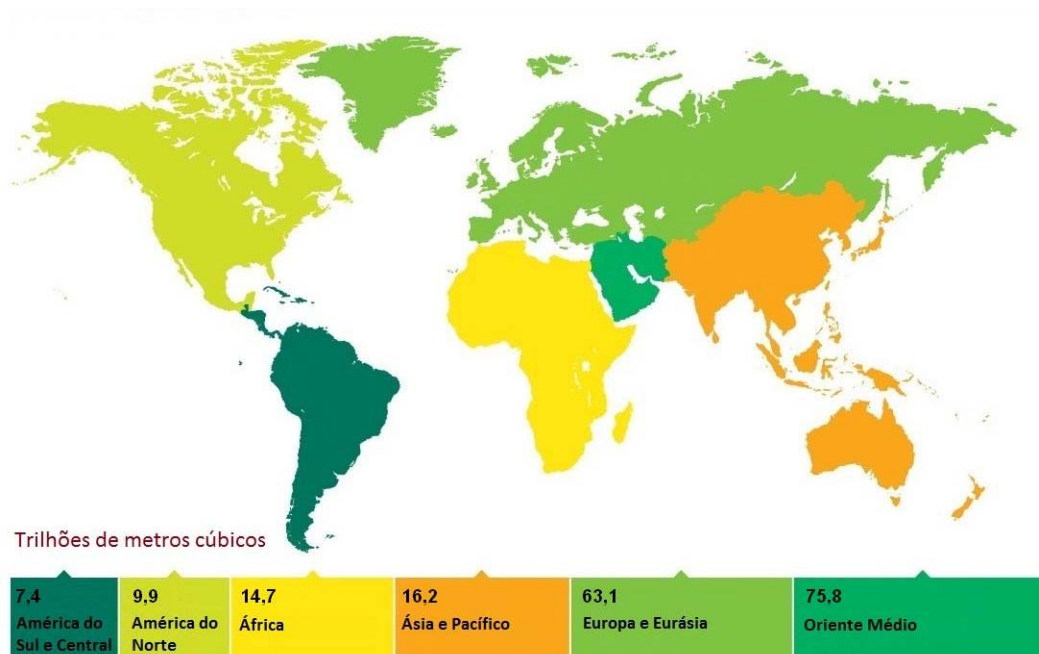 Trilhões de metros cúbicos
7,4
América do
Sul e Central
9,9
América do
Norte
14,7
África
16,2
Ásia e Pacífico
63,1
Europa e Eurásia
75,8
Oriente Médio